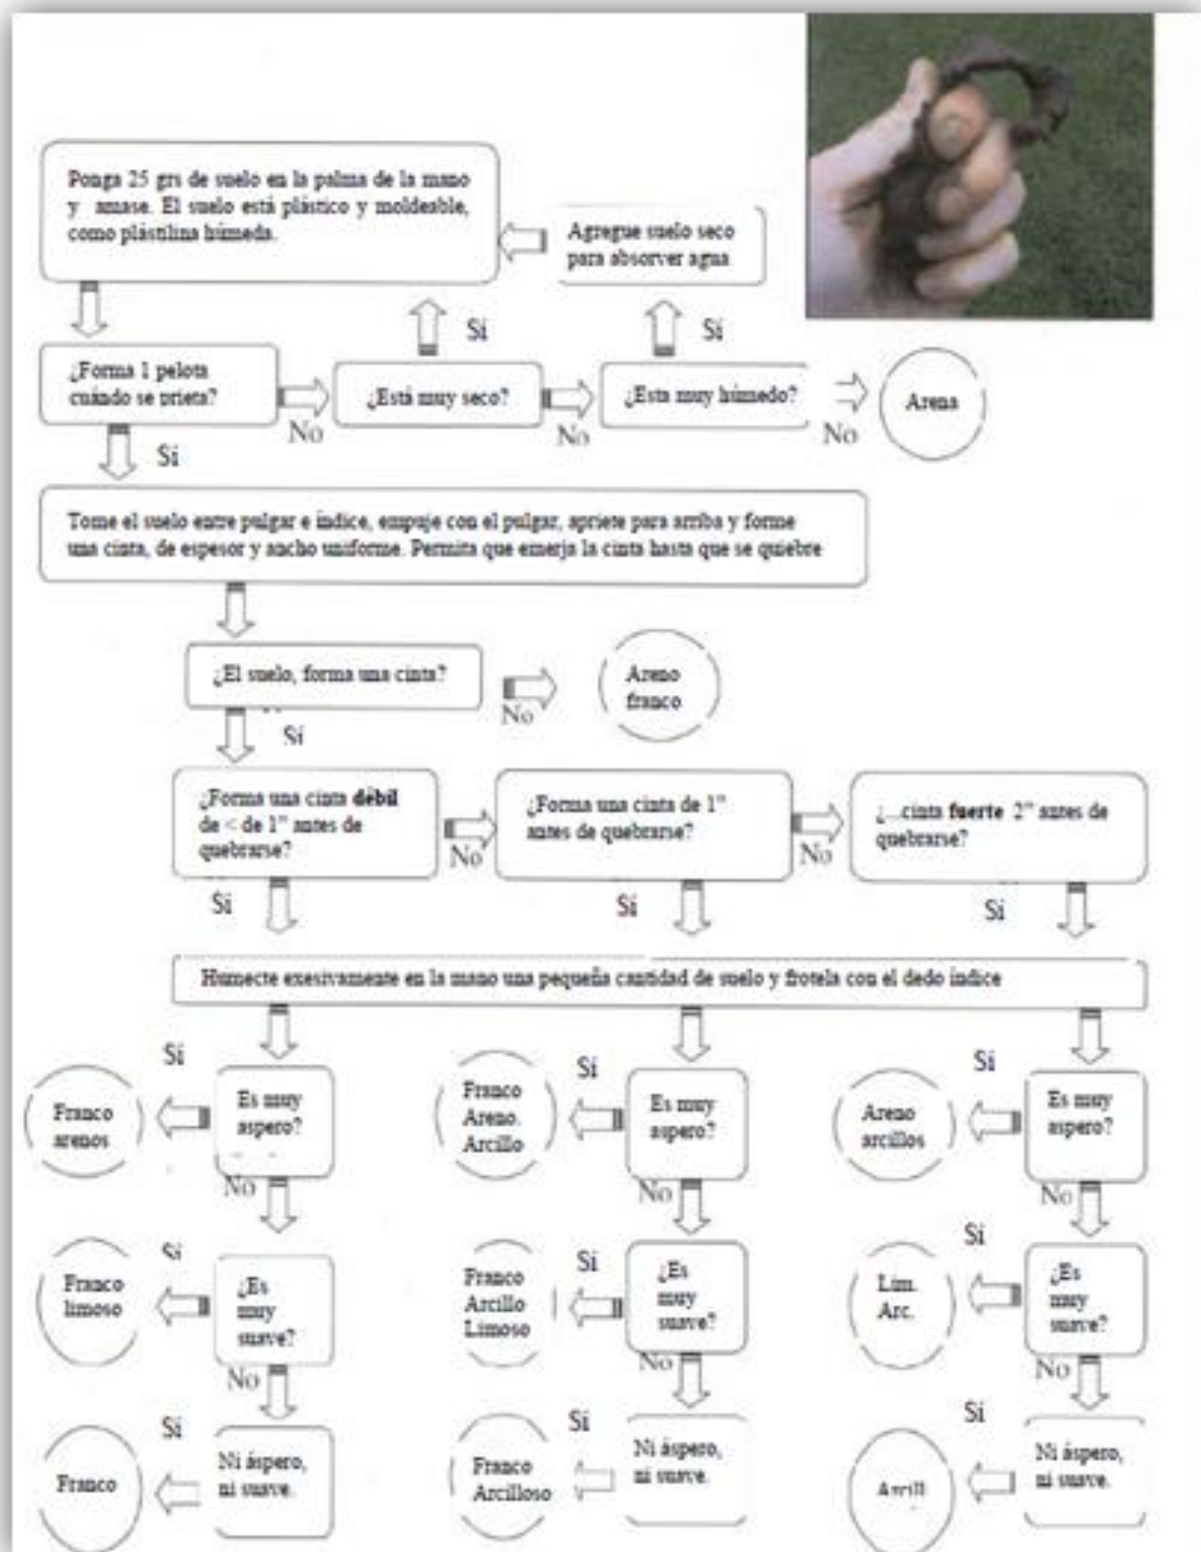 Ponga 25 grs de suelo en la palma de la mano
y amase. El suelo está plástico y moldeable,
como plástilina húmeda.
Agregue suelo seco
para absorver agua
Sí
Sí
¿Forma 1 pelota
cuándo se prieta?
No
¿Está muy seco?
No
¿Esta muy húmedo?
No
Arena
Sí
Tome el suelo entre pulgar e índice, empuje con el pulgar, apriete para arriba y forme
una cinta, de espesor y ancho uniforme. Permita que emerja la cinta hasta que se quiebre
¿El suelo, forma una cinta?
No
Areno
franco
Sí
¿Forma una cinta débil
de < de 1" antes de
quebrarse?
No
¿Forma una cinta de 1"
antes de quebrarse?
No
¿...cinta fuerte 2" antes de
quebrarse?
Sí
Sí
Sí
Humecte exesivamente en la mano una pequeña cantidad de suelo y frotela con el dedo índice
Sí
Franco
arenos
Es muy
aspero?
No
Sí
Franco
Areno.
Arcillo
Es muy
aspero?
No
Sí
Areno
arcillos
Es muy
aspero?
No
Sí
Franco
limoso
¿Es
muy
suave?
No
Sí
Franco
Arcillo
Limoso
¿Es
muy
suave?
No
Sí
Lim.
Arc.
¿Es
muy
suave?
No
Sí
Franco
Ni áspero,
ni suave.
Sí
Franco
Arcilloso
Ni áspero,
ni suave.
Sí
Arcill
Ni áspero,
ni suave.